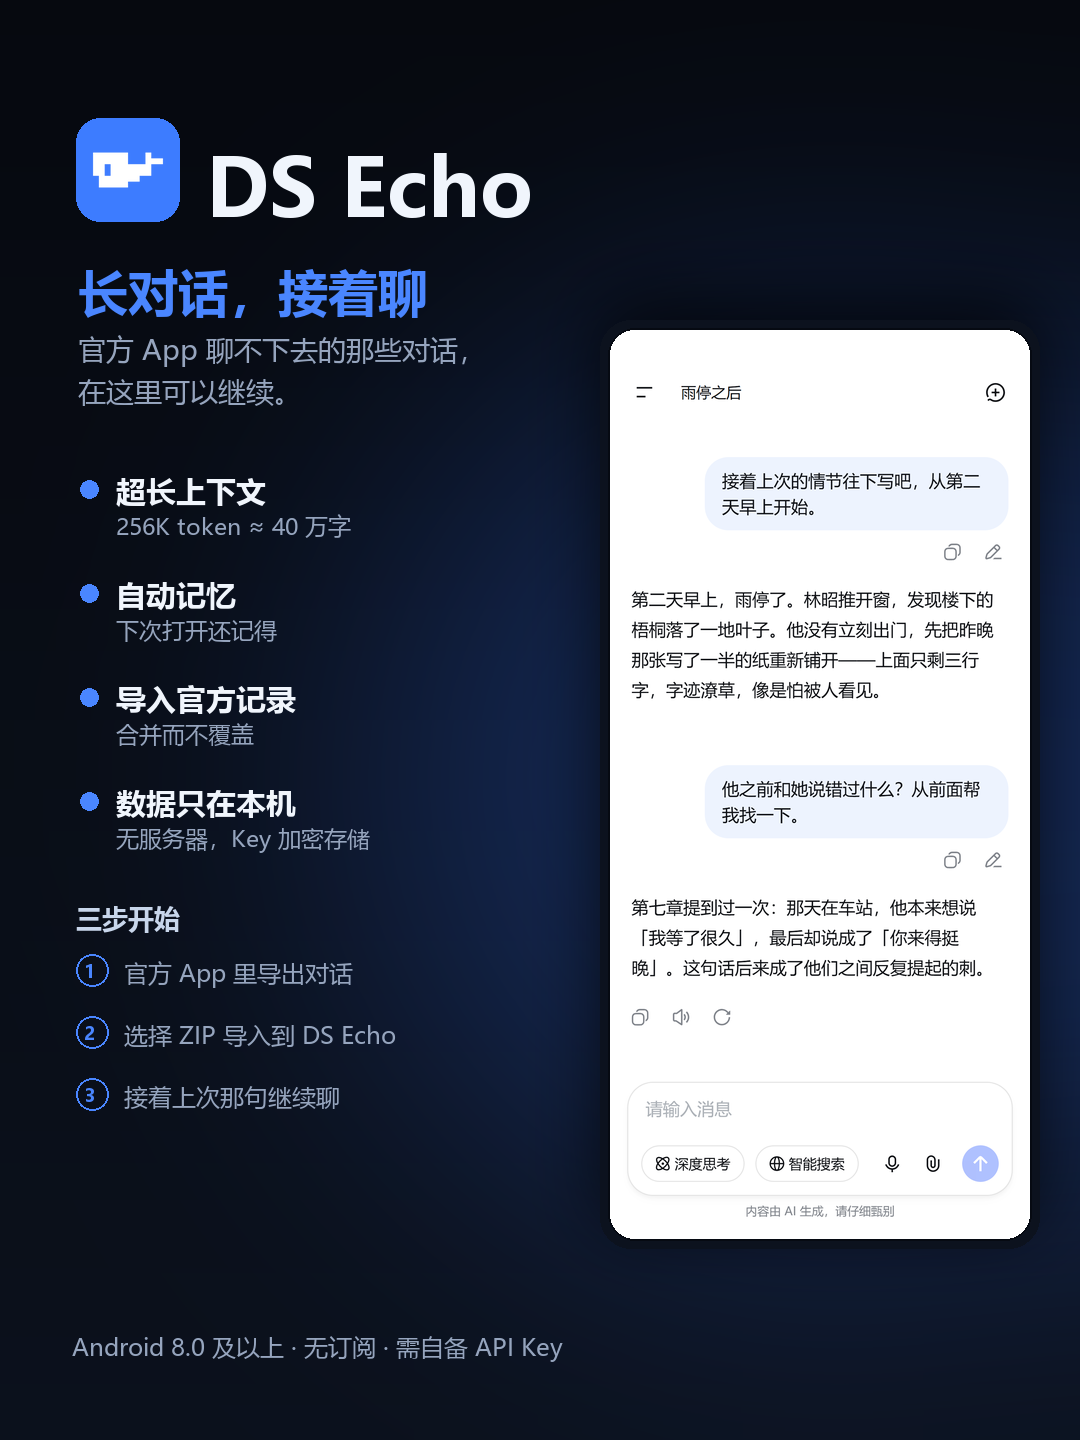 DS Echo
长对话，接着聊
官方 App 聊不下去的那些对话，
在这里可以继续。
超长上下文
256K token ≈ 40 万字
自动记忆
下次打开还记得
导入官方记录
合并而不覆盖
数据只在本机
无服务器，Key 加密存储
三步开始
1 官方 App 里导出对话
2 选择 ZIP 导入到 DS Echo
3 接着上次那句继续聊
雨停之后
接着上次的情节往下写吧，从第二
天早上开始。
第二天早上，雨停了。林昭推开窗，发现楼下的
梧桐落了一地叶子。他没有立刻出门，先把昨晚
那张写了一半的纸重新铺开——上面只剩三行
字，字迹潦草，像是怕被人看见。
他之前和她说错过什么？从前面帮
我找一下。
第七章提到过一次：那天在车站，他本来想说
「我等了很久」，最后却说成了「你来得挺
晚」。这句话后来成了他们之间反复提起的刺。
请输入消息
深度思考 智能搜索
内容由 AI 生成，请仔细甄别
Android 8.0 及以上 · 无订阅 · 需自备 API Key